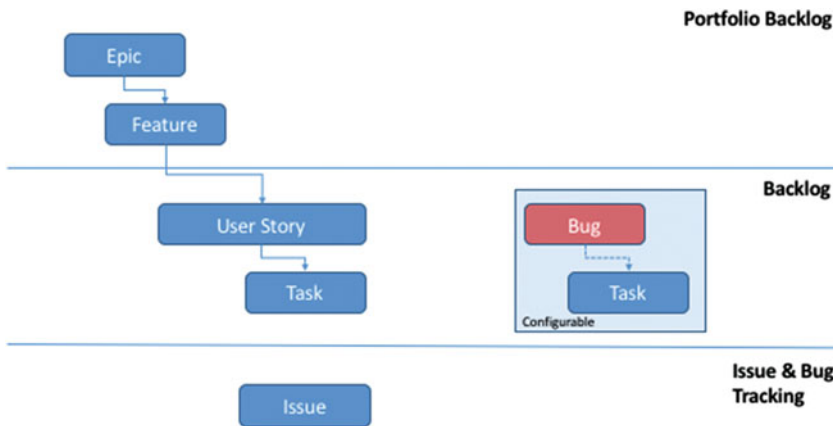 Portfolio Backlog
Epic
Feature
Backlog
User Story
Bug
Task
Task
Configurable
Issue & Bug
Tracking
Issue